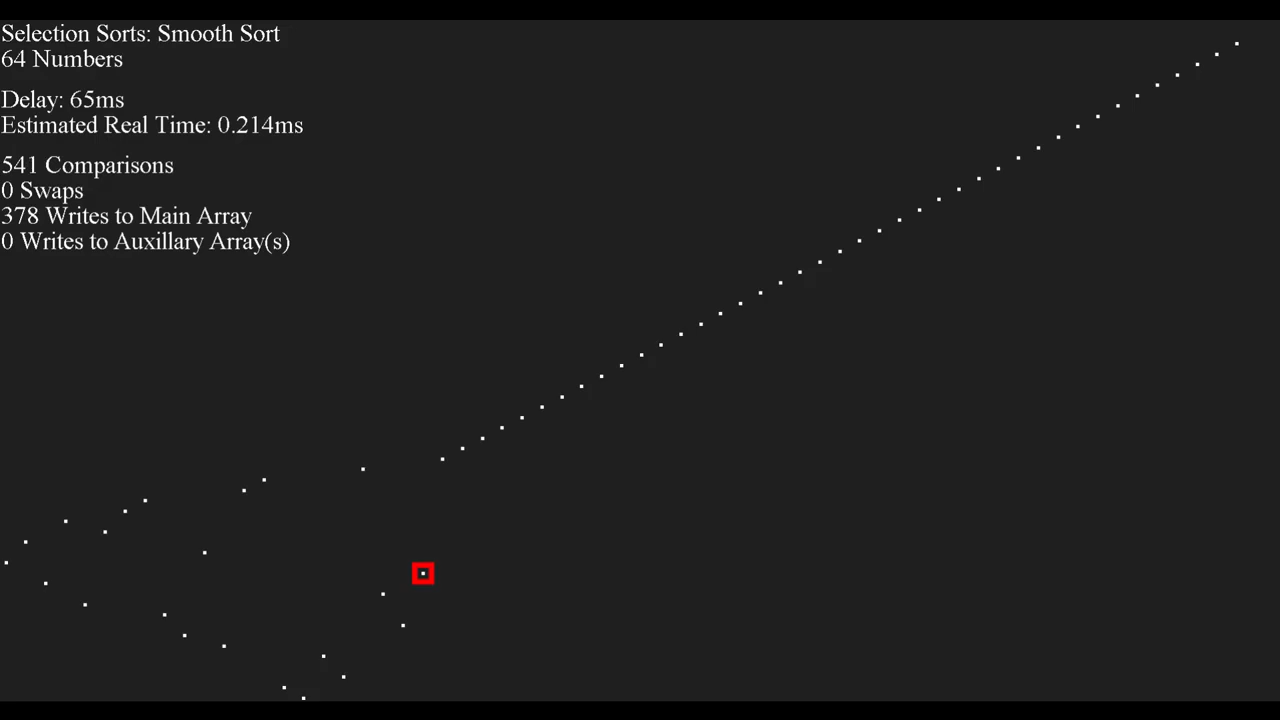 Selection Sorts: Smooth Sort
64 Numbers
Delay: 65ms
Estimated Real Time: 0.214ms
541 Comparisons
0 Swaps
378 Writes to Main Array
0 Writes to Auxillary Array(s)